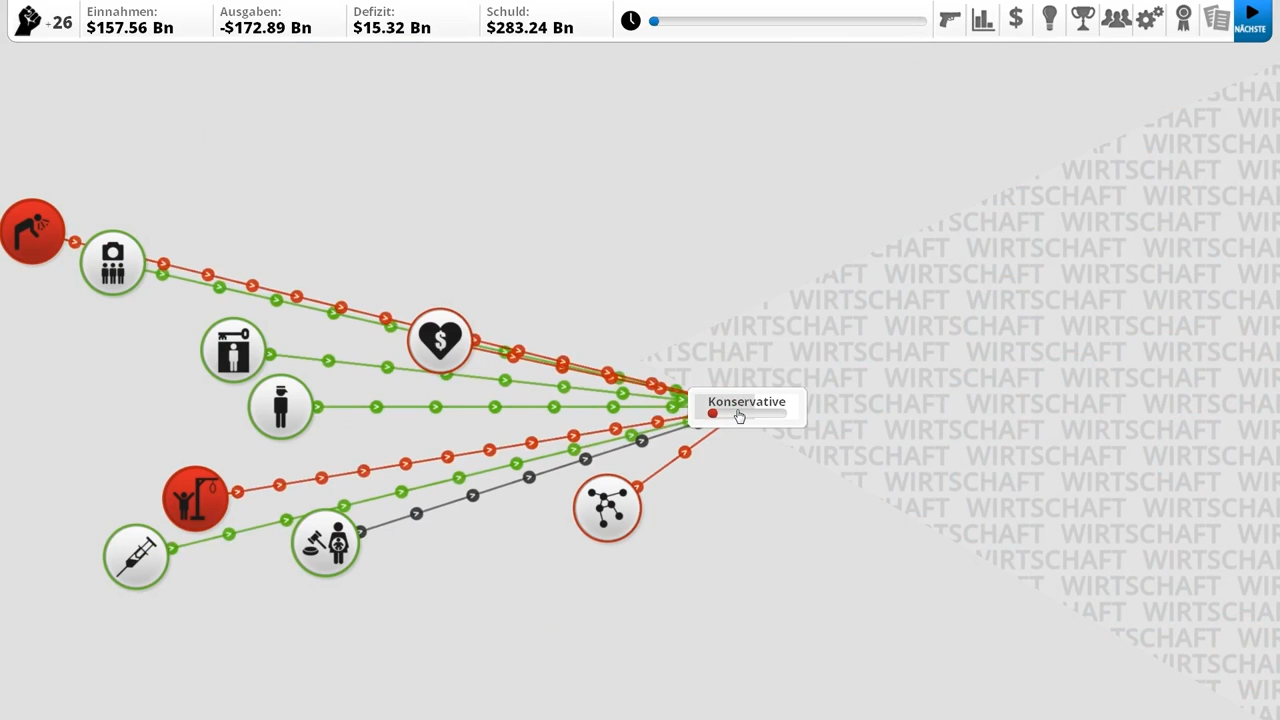 +26
Einnahmen:
$157.56 Bn
Ausgaben:
-$172.89 Bn
Defizit:
$15.32 Bn
Schuld:
$283.24 Bn
NÄCHSTE
Konservative
WIRTSCHAFT WIRTSCHAFT WIRTSCHAFT